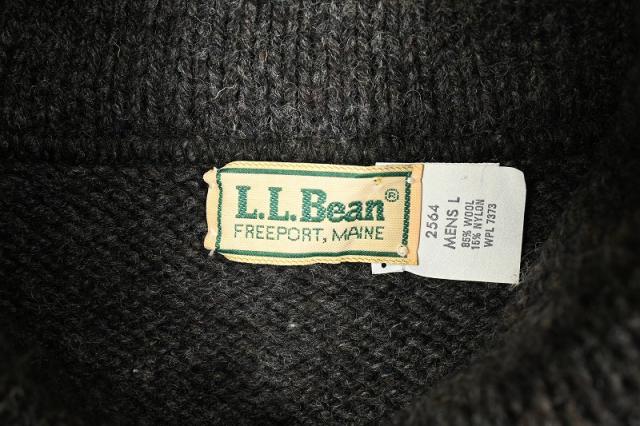 L.L.Bean®
FREEPORT, MAINE
2564
MENS L
85% WOOL
15% NYLON
WPL 7373